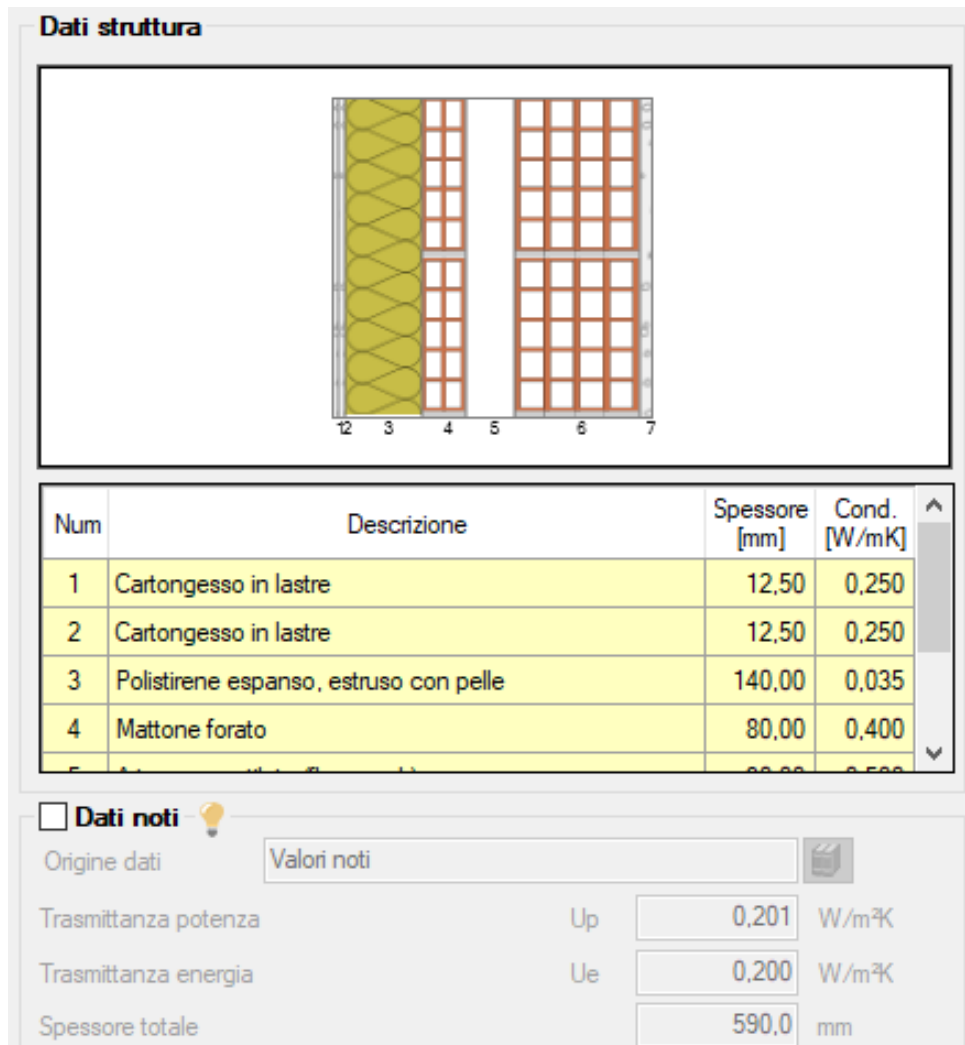 Dati struttura
12 3 4 5 6 7
Num Descrizione Spessore [mm] Cond. [W/mK]
1 Cartongesso in lastre 12,50 0,250
2 Cartongesso in lastre 12,50 0,250
3 Polistirene espanso, estruso con pelle 140,00 0,035
4 Mattone forato 80,00 0,400
Dati noti
Origine dati Valori noti
Trasmittanza potenza Up 0,201 W/m²K
Trasmittanza energia Ue 0,200 W/m²K
Spessore totale 590,0 mm